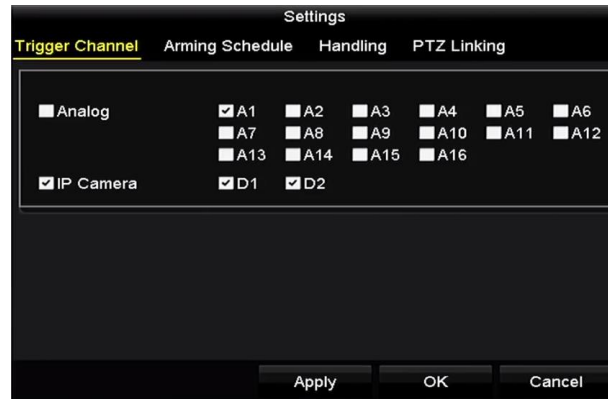 Settings
Trigger Channel Arming Schedule Handling PTZ Linking
Analog A1 A2 A3 A4 A5 A6
A7 A8 A9 A10 A11 A12
A13 A14 A15 A16
IP Camera D1 D2
Apply OK Cancel